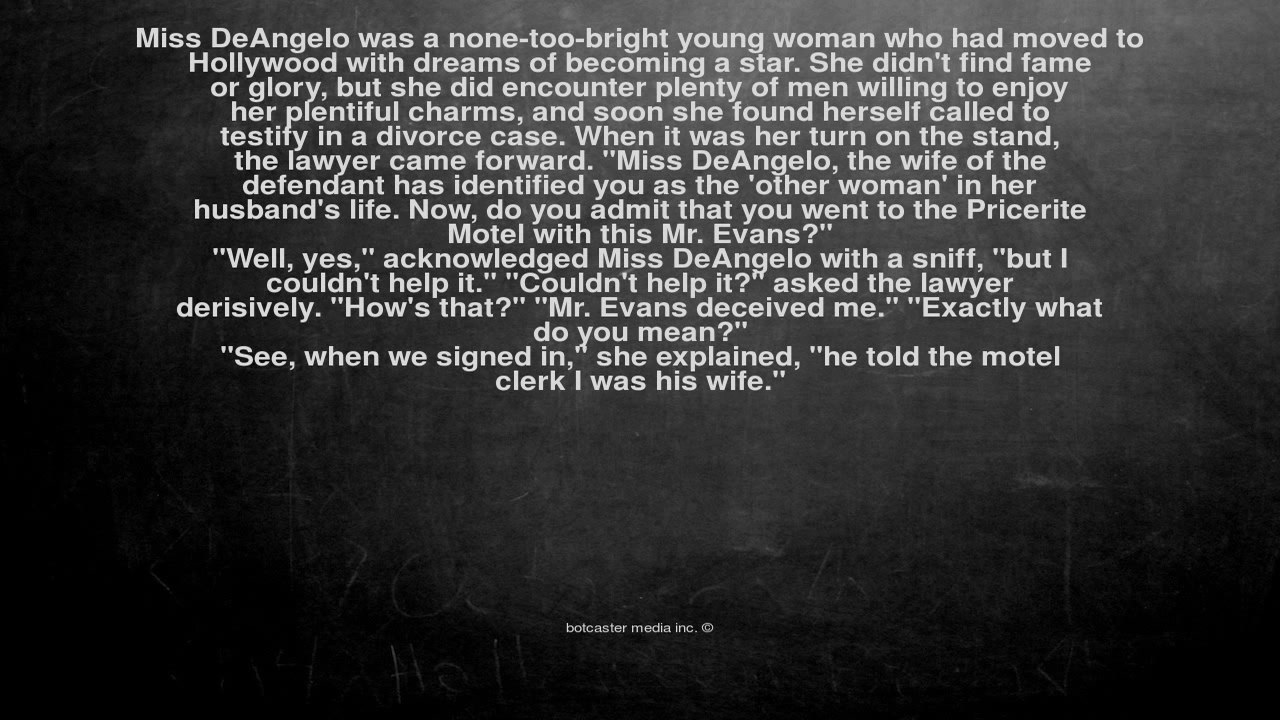 Miss DeAngelo was a none-too-bright young woman who had moved to
Hollywood with dreams of becoming a star. She didn't find fame
or glory, but she did encounter plenty of men willing to enjoy
her plentiful charms, and soon she found herself called to
testify in a divorce case. When it was her turn on the stand,
the lawyer came forward. "Miss DeAngelo, the wife of the
defendant has identified you as the 'other woman' in her
husband's life. Now, do you admit that you went to the Pricerite
Motel with this Mr. Evans?"
"Well, yes," acknowledged Miss DeAngelo with a sniff, "but I
couldn't help it." "Couldn't help it?" asked the lawyer
derisively. "How's that?" "Mr. Evans deceived me." "Exactly what
do you mean?"
"See, when we signed in," she explained, "he told the motel
clerk I was his wife."
botcaster media inc. ©